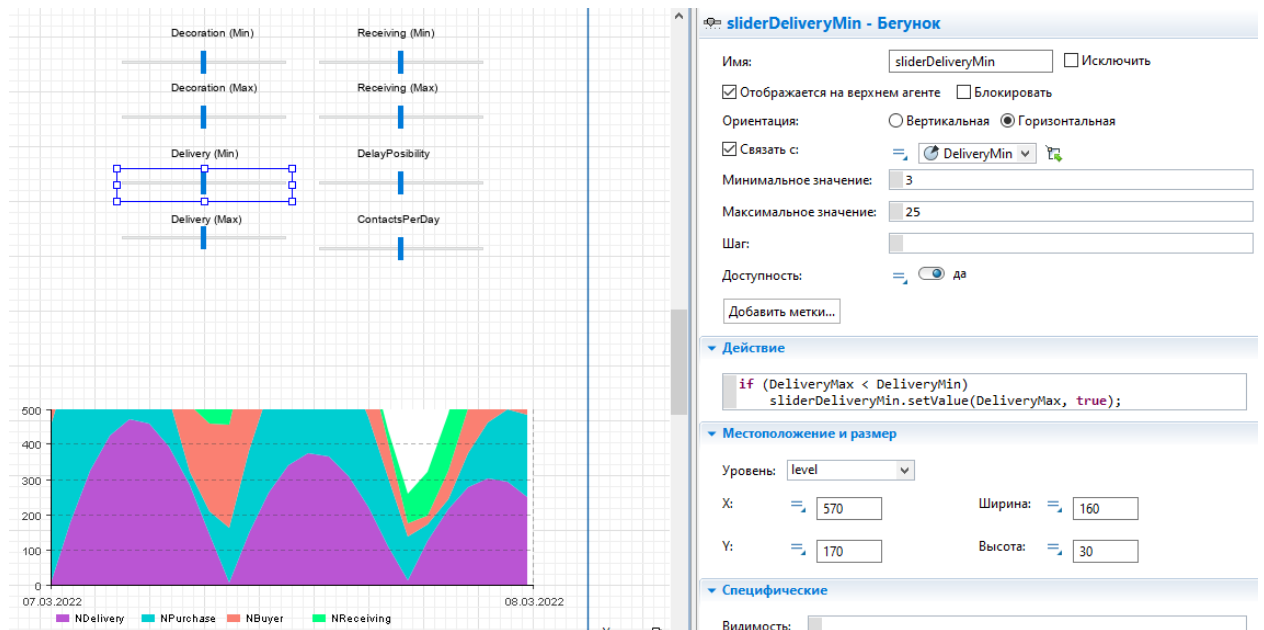 Decoration (Min)
Receiving (Min)
Decoration (Max)
Receiving (Max)
Delivery (Min)
DelayPosibility
Delivery (Max)
ContactsPerDay
500
400
300
200
100
0
07.03.2022
08.03.2022
NDelivery
NPurchase
NBuyer
NReceiving
sliderDeliveryMin - Бегунок
Имя:
sliderDeliveryMin
Исключить
Отображается на верхнем агенте
Блокировать
Ориентация:
Вертикальная
Горизонтальная
Связать с:
DeliveryMin
Минимальное значение:
3
Максимальное значение:
25
Шаг:
Доступность:
да
Добавить метки...
Действие
if (DeliveryMax < DeliveryMin)
sliderDeliveryMin.setValue(DeliveryMax, true);
Местоположение и размер
Уровень:
level
X:
570
Ширина:
160
Y:
170
Высота:
30
Специфические
Видимость: